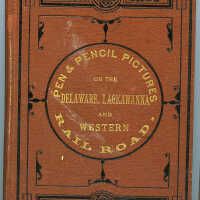 PEN & PENCIL PICTURES
ON THE
DELAWARE, LACKAWANNA
AND
WESTERN
RAIL ROAD.